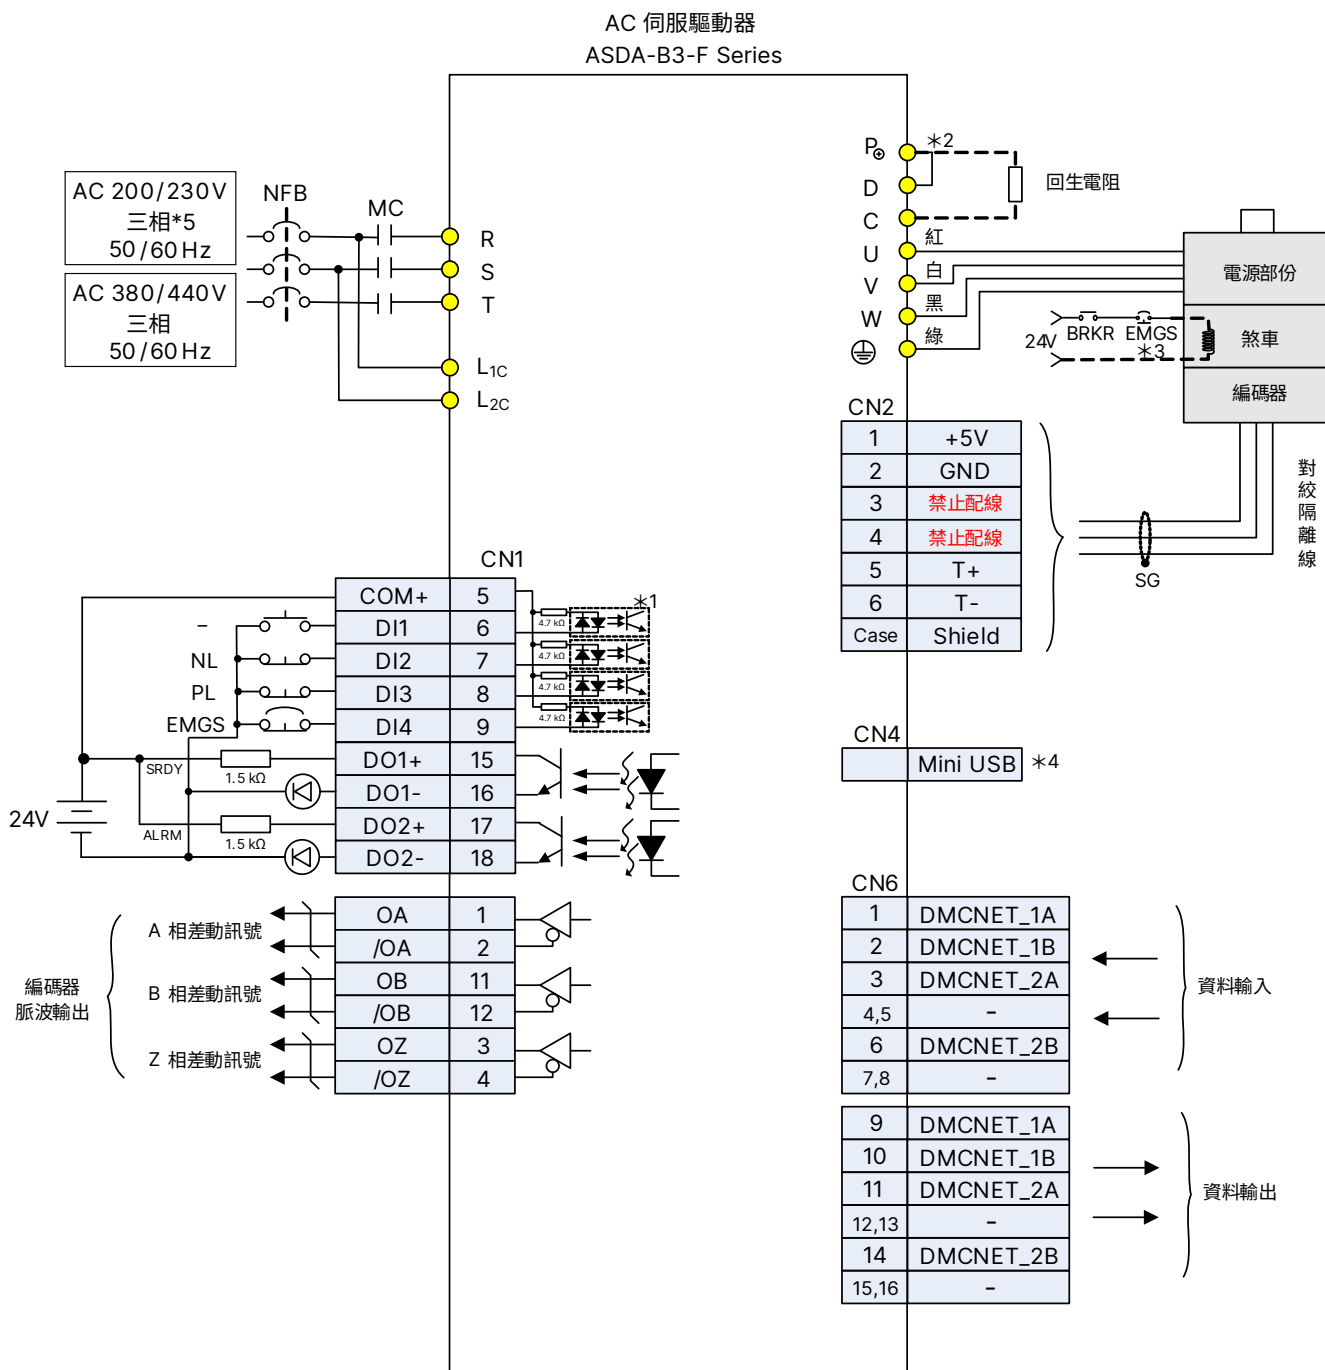 AC 伺服驅動器
ASDA-B3-F Series
AC 200/230V
三相*5
50/60 Hz
AC 380/440V
三相
50/60 Hz
NFB
MC
R
S
T
L1C
L2C
P⊕
D
C
U
V
W
*2
回生電阻
紅
白
黑
綠
電源部份
煞車
編碼器
24V
BRKR
EMGS
*3
對絞隔離線
SG
CN2
1 +5V
2 GND
3 禁止配線
4 禁止配線
5 T+
6 T-
Case Shield
CN1
COM+ 5
DI1 6
DI2 7
DI3 8
DI4 9
DO1+ 15
DO1- 16
DO2+ 17
DO2- 18
–
NL
PL
EMGS
SRDY
1.5 kΩ
ALRM
1.5 kΩ
24V
*1
4.7 kΩ
4.7 kΩ
4.7 kΩ
4.7 kΩ
CN4
Mini USB
*4
OA 1
/OA 2
OB 11
/OB 12
OZ 3
/OZ 4
A 相差動訊號
B 相差動訊號
Z 相差動訊號
編碼器
脈波輸出
CN6
1 DMCNET_1A
2 DMCNET_1B
3 DMCNET_2A
4,5 –
6 DMCNET_2B
7,8 –
資料輸入
9 DMCNET_1A
10 DMCNET_1B
11 DMCNET_2A
12,13 –
14 DMCNET_2B
15,16 –
資料輸出